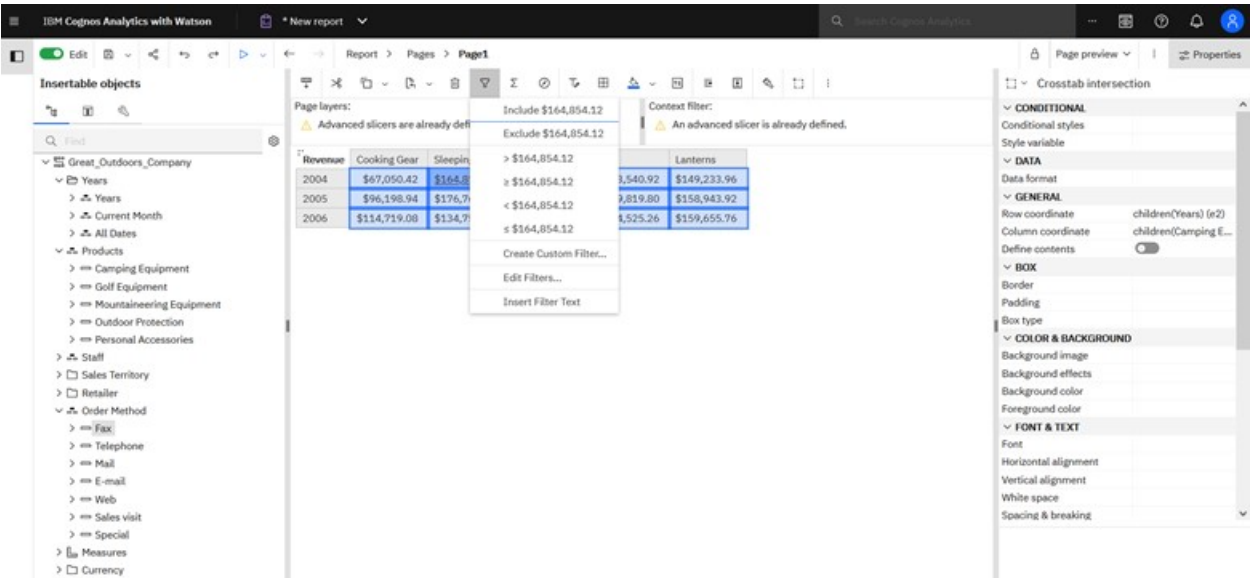 IBM Cognos Analytics with Watson
* New report
Search Cognos Analytics
Edit
Report > Pages > Page1
Page preview
Properties
Insertable objects
Find
Great_Outdoors_Company
Years
Years
Current Month
All Dates
Products
Camping Equipment
Golf Equipment
Mountaineering Equipment
Outdoor Protection
Personal Accessories
Staff
Sales Territory
Retailer
Order Method
Fax
Telephone
Mail
E-mail
Web
Sales visit
Special
Measures
Currency
Page layers:
Advanced slicers are already defi
Context filter:
An advanced slicer is already defined.
Revenue Cooking Gear Sleepin Lanterns
2004 $67,050.42 $164,8 ,540.92 $149,233.96
2005 $96,198.94 $176,7 ,819.80 $158,943.92
2006 $114,719.08 $134,7 ,525.26 $159,655.76
Include $164,854.12
Exclude $164,854.12
> $164,854.12
≥ $164,854.12
< $164,854.12
≤ $164,854.12
Create Custom Filter...
Edit Filters...
Insert Filter Text
Crosstab intersection
CONDITIONAL
Conditional styles
Style variable
DATA
Data format
GENERAL
Row coordinate children(Years) (e2)
Column coordinate children(Camping E...
Define contents
BOX
Border
Padding
Box type
COLOR & BACKGROUND
Background image
Background effects
Background color
Foreground color
FONT & TEXT
Font
Horizontal alignment
Vertical alignment
White space
Spacing & breaking